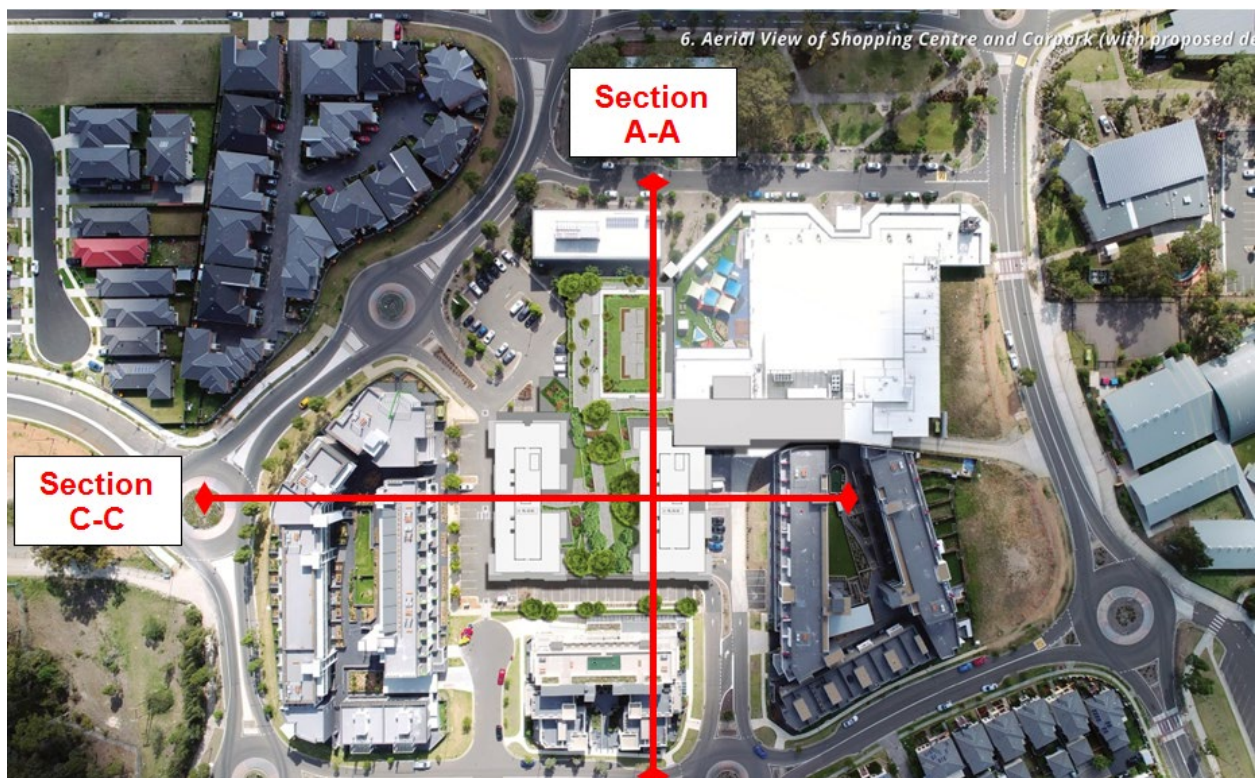 6. Aerial View of Shopping Centre and Carpark (with proposed de
Section
A-A
Section
C-C